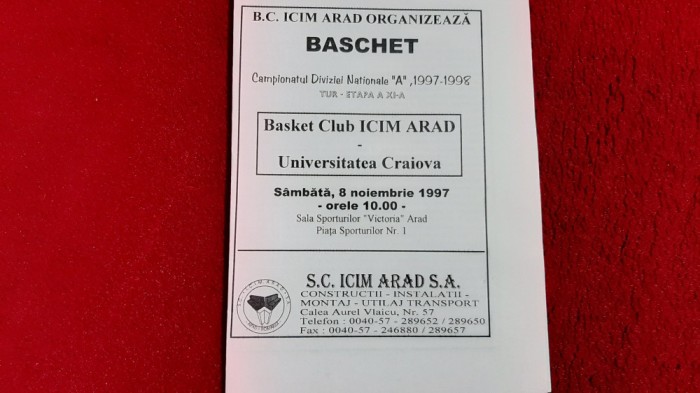 B.C. ICIM ARAD ORGANIZEAZĂ
BASCHET
Campionatul Diviziei Nationale "A" ,1997-1998
TUR - ETAPA A XI-A
Basket Club ICIM ARAD
-
Universitatea Craiova
Sâmbătă, 8 noiembrie 1997
- orele 10.00 -
Sala Sporturilor "Victoria" Arad
Piaţa Sporturilor Nr. 1
S.C. ICIM ARAD S.A.
CONSTRUCTII - INSTALATII -
MONTAJ - UTILAJ TRANSPORT
Calea Aurel Vlaicu, Nr. 57
Telefon : 0040-57 - 289652 / 289650
Fax : 0040-57 - 246880 / 289657